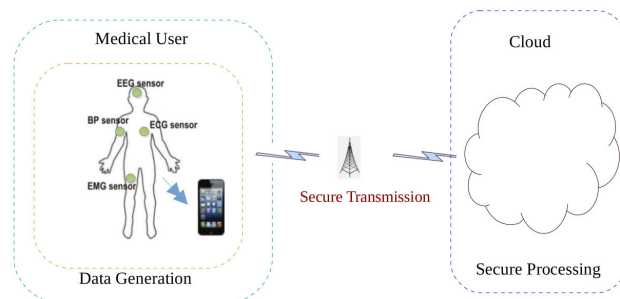 Medical User
EEG sensor
BP sensor
ECG sensor
EMG sensor
Data Generation
Secure Transmission
Cloud
Secure Processing